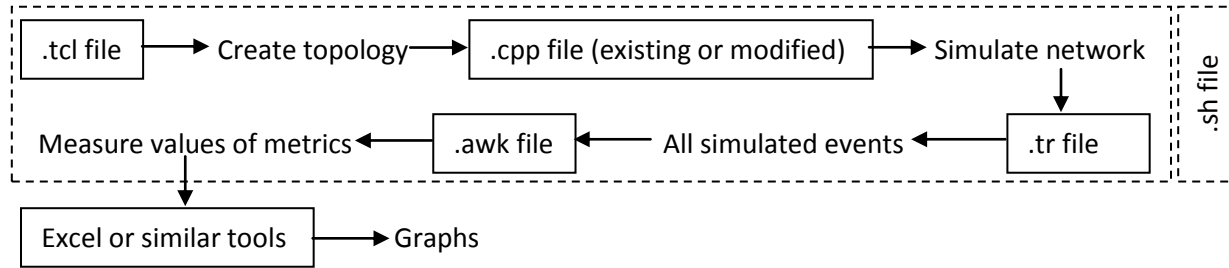 .tcl file
Create topology
.cpp file (existing or modified)
Simulate network
.sh file
Measure values of metrics
.awk file
All simulated events
.tr file
Excel or similar tools
Graphs